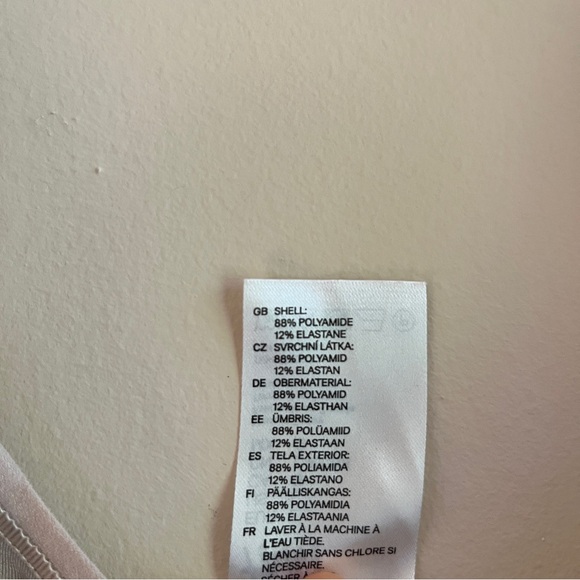 GB SHELL:
88% POLYAMIDE
12% ELASTANE
CZ SVRCHNÍ LÁTKA:
88% POLYAMID
12% ELASTAN
DE OBERMATERIAL:
88% POLYAMID
12% ELASTHAN
EE ÜMBRIS:
88% POLÜAMIID
12% ELASTAAN
ES TELA EXTERIOR:
88% POLIAMIDA
12% ELASTANO
FI PÄÄLLISKANGAS:
88% POLYAMIDIA
12% ELASTAANIA
FR LAVER À LA MACHINE À
L'EAU TIÈDE.
BLANCHIR SANS CHLORE SI
NÉCESSAIRE.
SÉCHER À